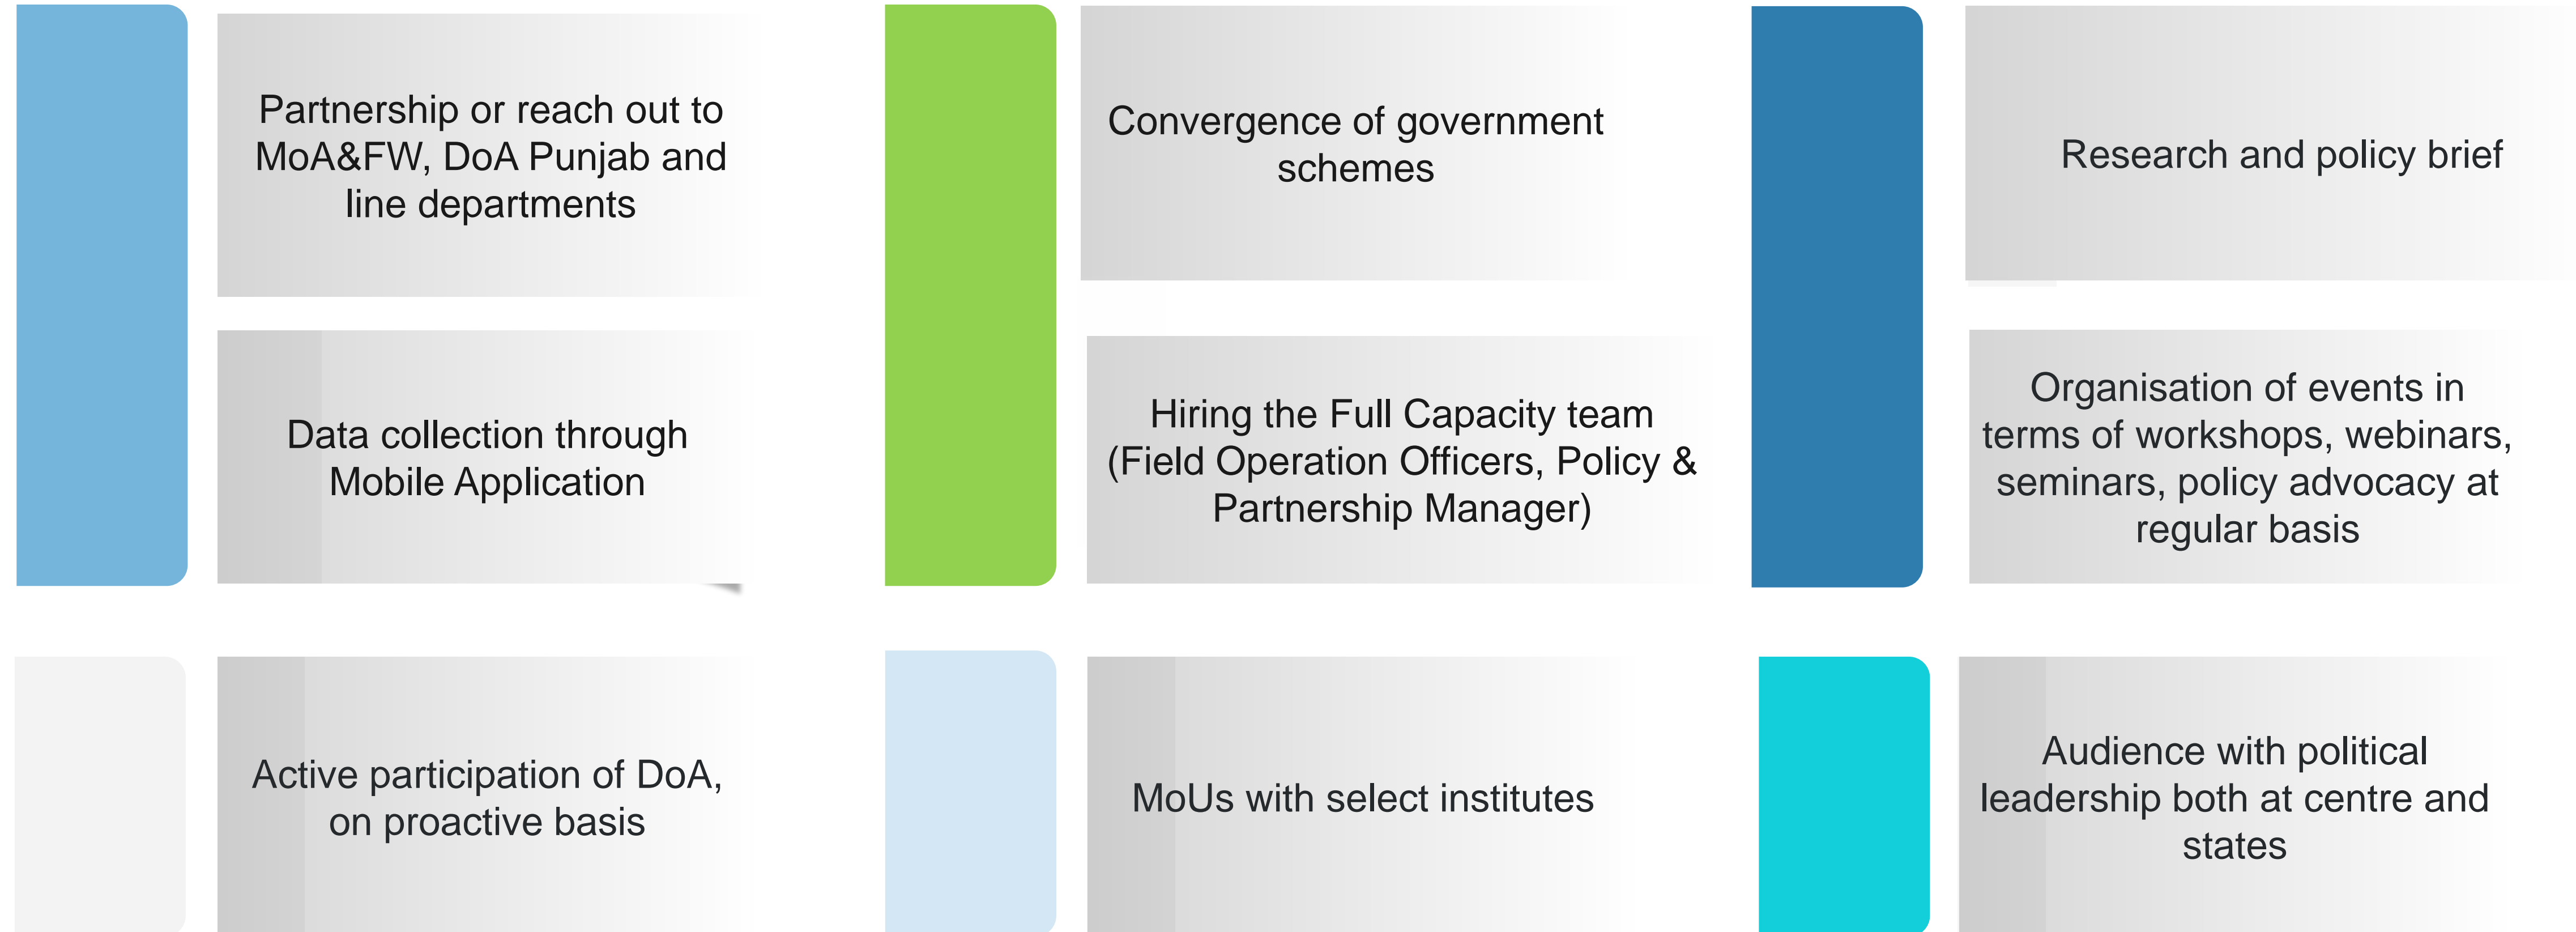 Partnership or reach out to
MoA&FW, DoA Punjab and
line departments
Convergence of government
schemes
Research and policy brief
Data collection through
Mobile Application
Hiring the Full Capacity team
(Field Operation Officers, Policy &
Partnership Manager)
Organisation of events in
terms of workshops, webinars,
seminars, policy advocacy at
regular basis
Active participation of DoA,
on proactive basis
MoUs with select institutes
Audience with political
leadership both at centre and
states